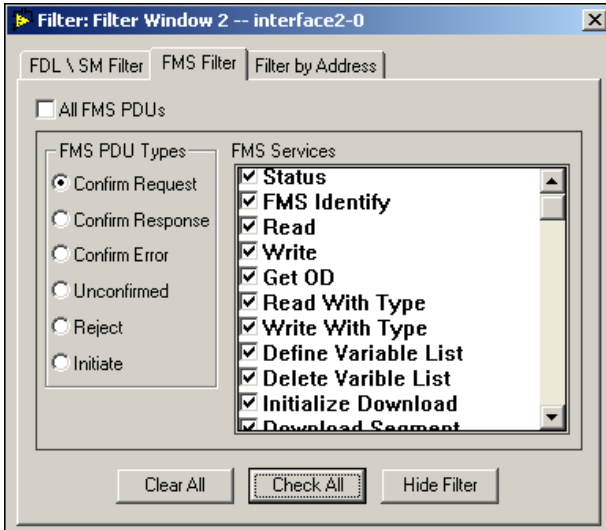 Filter: Filter Window 2 -- interface2-0
FDL \ SM Filter
FMS Filter
Filter by Address
All FMS PDUs
FMS PDU Types
Confirm Request
Confirm Response
Confirm Error
Unconfirmed
Reject
Initiate
FMS Services
Status
FMS Identify
Read
Write
Get OD
Read With Type
Write With Type
Define Variable List
Delete Varible List
Initialize Download
Download Segment
Clear All
Check All
Hide Filter